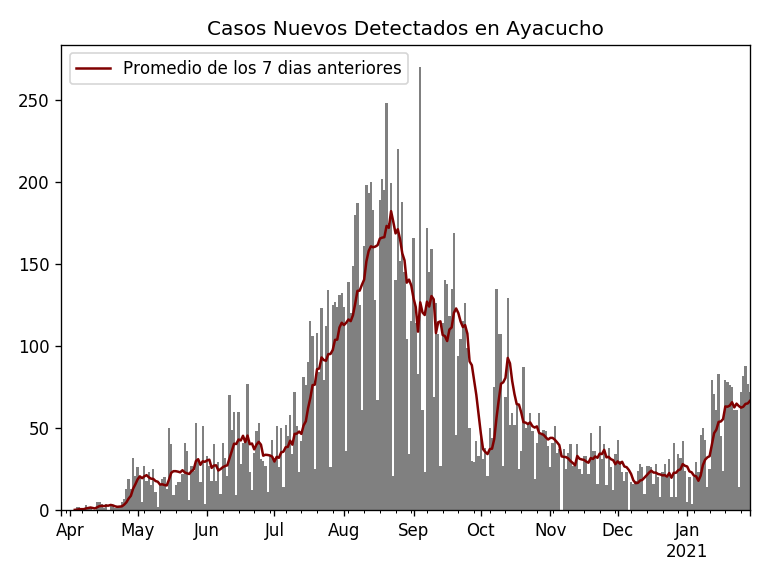 Casos Nuevos Detectados en Ayacucho
Promedio de los 7 dias anteriores
250
200
150
100
50
0
Apr May Jun Jul Aug Sep Oct Nov Dec Jan
2021